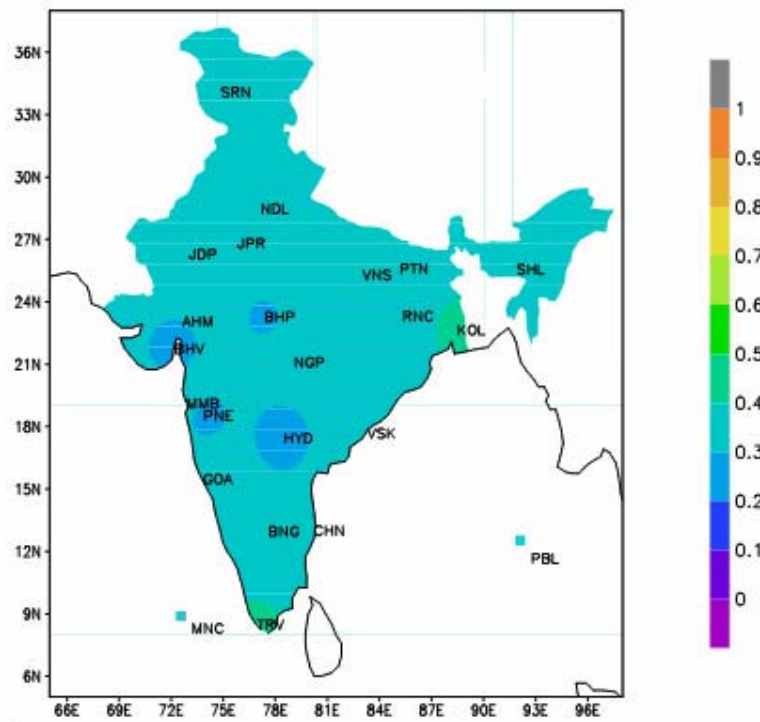 36N
SRN
33N
30N
NDL
27N
JPR
JDP
VNS
PTN
SHL
24N
AHM
BHP
RNC
KOL
BHV
21N
NGP
MMB
PNE
18N
HYD
VSK
GOA
15N
BNG
CHN
12N
PBL
9N
MNC
TRV
6N
66E 69E 72E 75E 78E 81E 84E 87E 90E 93E 96E
1
0.9
0.8
0.7
0.6
0.5
0.4
0.3
0.2
0.1
0